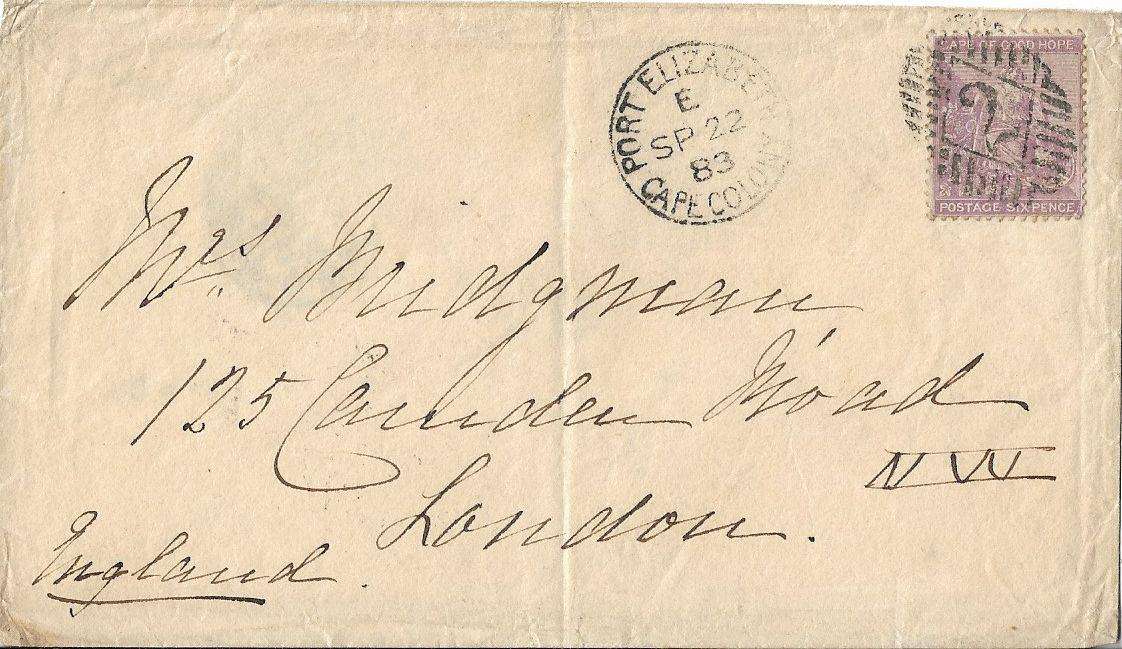 CAPE OF GOOD HOPE
2
POSTAGE SIX PENCE
PORT ELIZABETH
E
SP 22
83
CAPE COLONY
Mrs. Bridgman
125 Camden Road
N W
London.
England.